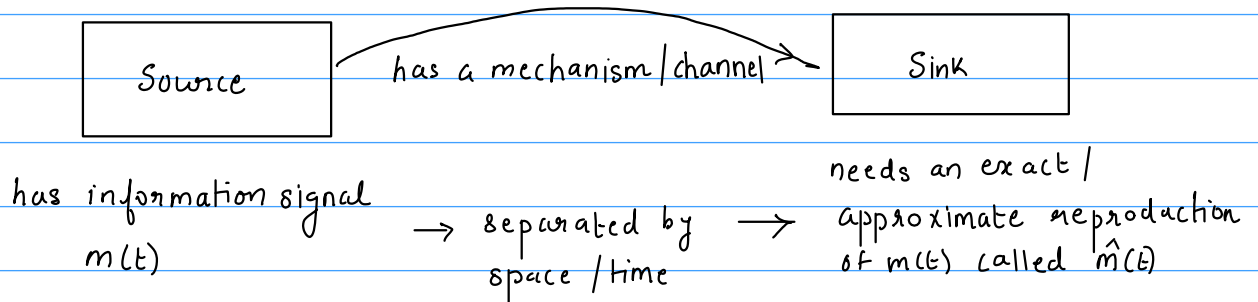 Source
has a mechanism/channel
Sink
has information signal
m(t)
→ separated by
space/time
→ needs an exact/
approximate reproduction
of m(t) called m̂(t)